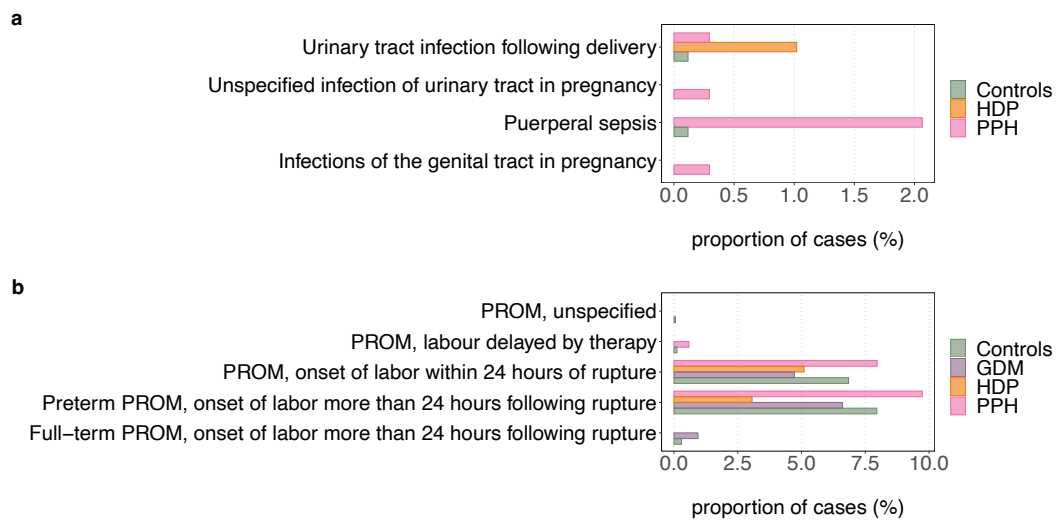 a
Urinary tract infection following delivery
Unspecified infection of urinary tract in pregnancy
Puerperal sepsis
Infections of the genital tract in pregnancy
0.0 0.5 1.0 1.5 2.0
proportion of cases (%)
Controls
HDP
PPH
b
PROM, unspecified
PROM, labour delayed by therapy
PROM, onset of labor within 24 hours of rupture
Preterm PROM, onset of labor more than 24 hours following rupture
Full−term PROM, onset of labor more than 24 hours following rupture
0.0 2.5 5.0 7.5 10.0
proportion of cases (%)
Controls
GDM
HDP
PPH